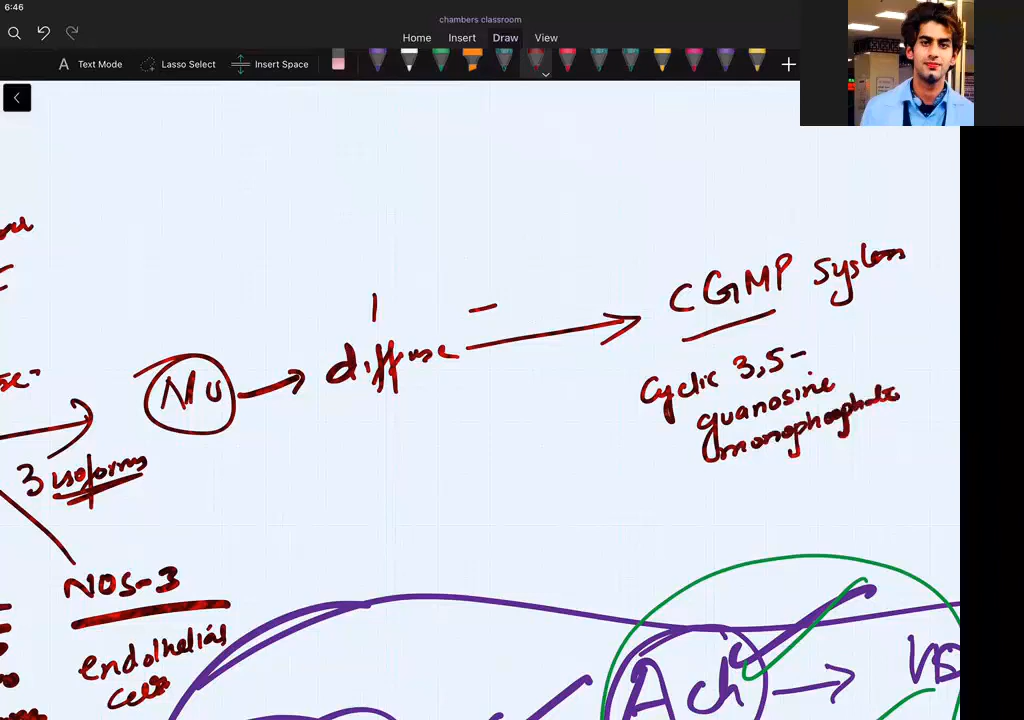 6:46
chambers classroom
Home Insert Draw View
Text Mode Lasso Select Insert Space
CGMP system
diffuse
NO
cyclic 3,5-
guanosine
monophosphate
3 isoforms
NOS-3
endothelial
cells
Ach